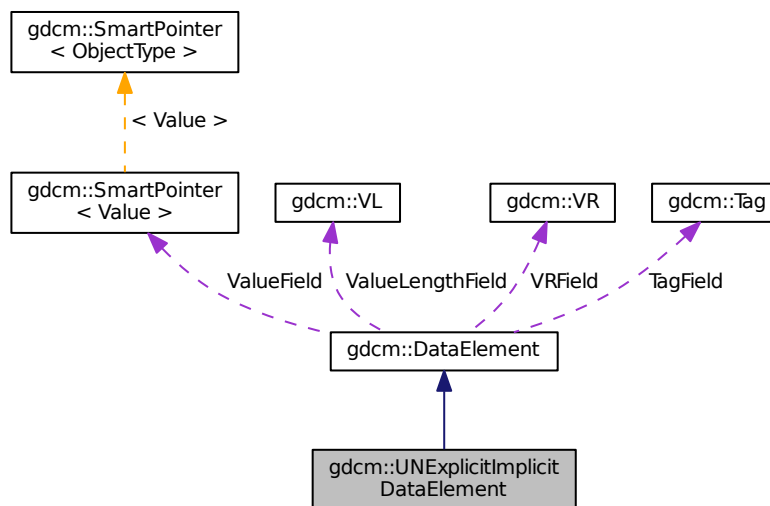 gdcm::SmartPointer
< ObjectType >
< Value >
gdcm::SmartPointer
< Value >
gdcm::VL
gdcm::VR
gdcm::Tag
ValueField
ValueLengthField
VRField
TagField
gdcm::DataElement
gdcm::UNExplicitImplicit
DataElement